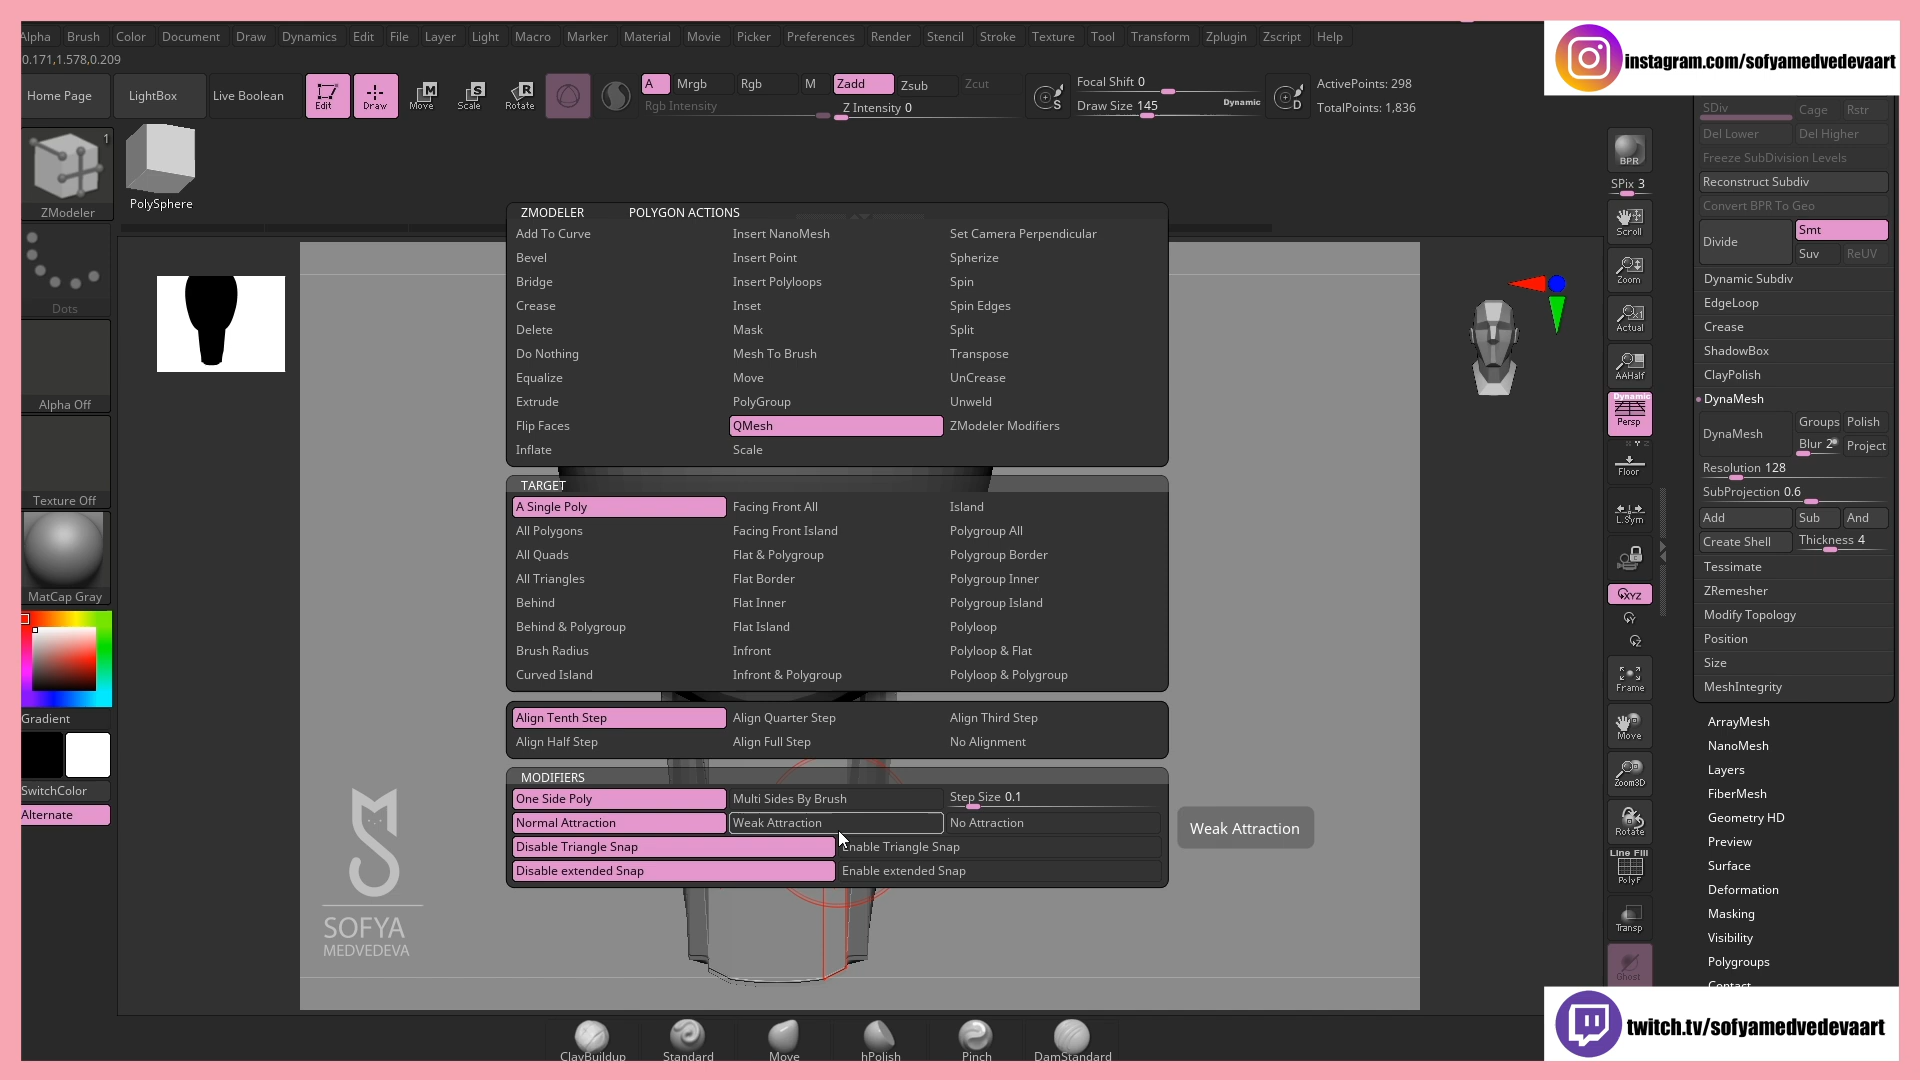 Alpha Brush Color Document Draw Dynamics Edit File Layer Light Macro Marker Material Movie Picker Preferences Render Stencil Stroke Texture Tool Transform Zplugin Zscript Help
0.171,1.578,0.209
Home Page LightBox Live Boolean Edit Draw Move Scale Rotate
A Mrgb Rgb M Zadd Zsub Zcut
Rgb Intensity Z Intensity 0
S Focal Shift 0
Draw Size 145 Dynamic D
ActivePoints: 298
TotalPoints: 1,836
instagram.com/sofyamedvedevaart
1
ZModeler
PolySphere
Dots
Alpha Off
Texture Off
MatCap Gray
Gradient
SwitchColor
Alternate
ZMODELER POLYGON ACTIONS
Add To Curve Insert NanoMesh Set Camera Perpendicular
Bevel Insert Point Spherize
Bridge Insert Polyloops Spin
Crease Inset Spin Edges
Delete Mask Split
Do Nothing Mesh To Brush Transpose
Equalize Move UnCrease
Extrude PolyGroup Unweld
Flip Faces QMesh ZModeler Modifiers
Inflate Scale
TARGET
A Single Poly Facing Front All Island
All Polygons Facing Front Island Polygroup All
All Quads Flat & Polygroup Polygroup Border
All Triangles Flat Border Polygroup Inner
Behind Flat Inner Polygroup Island
Behind & Polygroup Flat Island Polyloop
Brush Radius Infront Polyloop & Flat
Curved Island Infront & Polygroup Polyloop & Polygroup
Align Tenth Step Align Quarter Step Align Third Step
Align Half Step Align Full Step No Alignment
MODIFIERS
One Side Poly Multi Sides By Brush Step Size 0.1
Normal Attraction Weak Attraction No Attraction
Disable Triangle Snap Enable Triangle Snap
Disable extended Snap Enable extended Snap
Weak Attraction
SOFYA
MEDVEDEVA
BPR
SPix 3
Scroll
Zoom
Actual
AAHalf
Dynamic
Persp
Floor
L.Sym
XYZ
Y
Z
Frame
Move
Zoom3D
Rotate
Line Fill
PolyF
Transp
Ghost
SDiv Cage Rstr
Del Lower Del Higher
Freeze SubDivision Levels
Reconstruct Subdiv
Convert BPR To Geo
Divide Smt
Suv ReUV
Dynamic Subdiv
EdgeLoop
Crease
ShadowBox
ClayPolish
DynaMesh
DynaMesh Groups Polish
Blur 2 Project
Resolution 128
SubProjection 0.6
Add Sub And
Create Shell Thickness 4
Tessimate
ZRemesher
Modify Topology
Position
Size
MeshIntegrity
ArrayMesh
NanoMesh
Layers
FiberMesh
Geometry HD
Preview
Surface
Deformation
Masking
Visibility
Polygroups
Contact
ClayBuildup Standard Move hPolish Pinch DamStandard
twitch.tv/sofyamedvedevaart